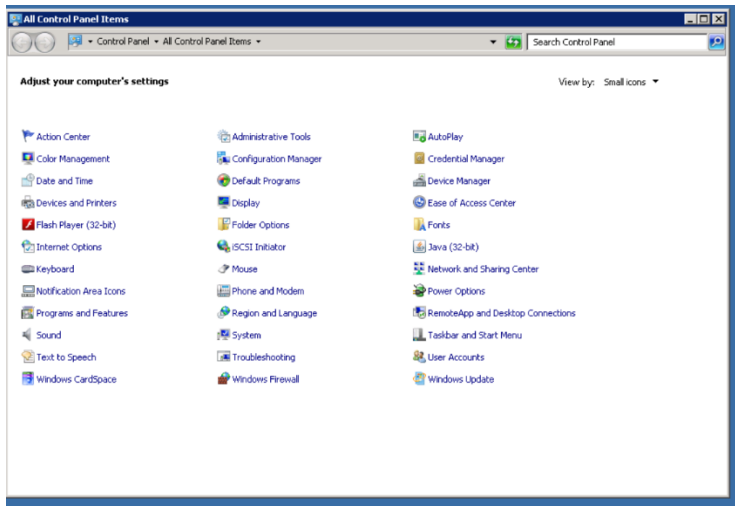 All Control Panel Items
Control Panel All Control Panel Items Search Control Panel
Adjust your computer's settings View by: Small icons
Action Center Administrative Tools AutoPlay
Color Management Configuration Manager Credential Manager
Date and Time Default Programs Device Manager
Devices and Printers Display Ease of Access Center
Flash Player (32-bit) Folder Options Fonts
Internet Options iSCSI Initiator Java (32-bit)
Keyboard Mouse Network and Sharing Center
Notification Area Icons Phone and Modem Power Options
Programs and Features Region and Language RemoteApp and Desktop Connections
Sound System Taskbar and Start Menu
Text to Speech Troubleshooting User Accounts
Windows CardSpace Windows Firewall Windows Update